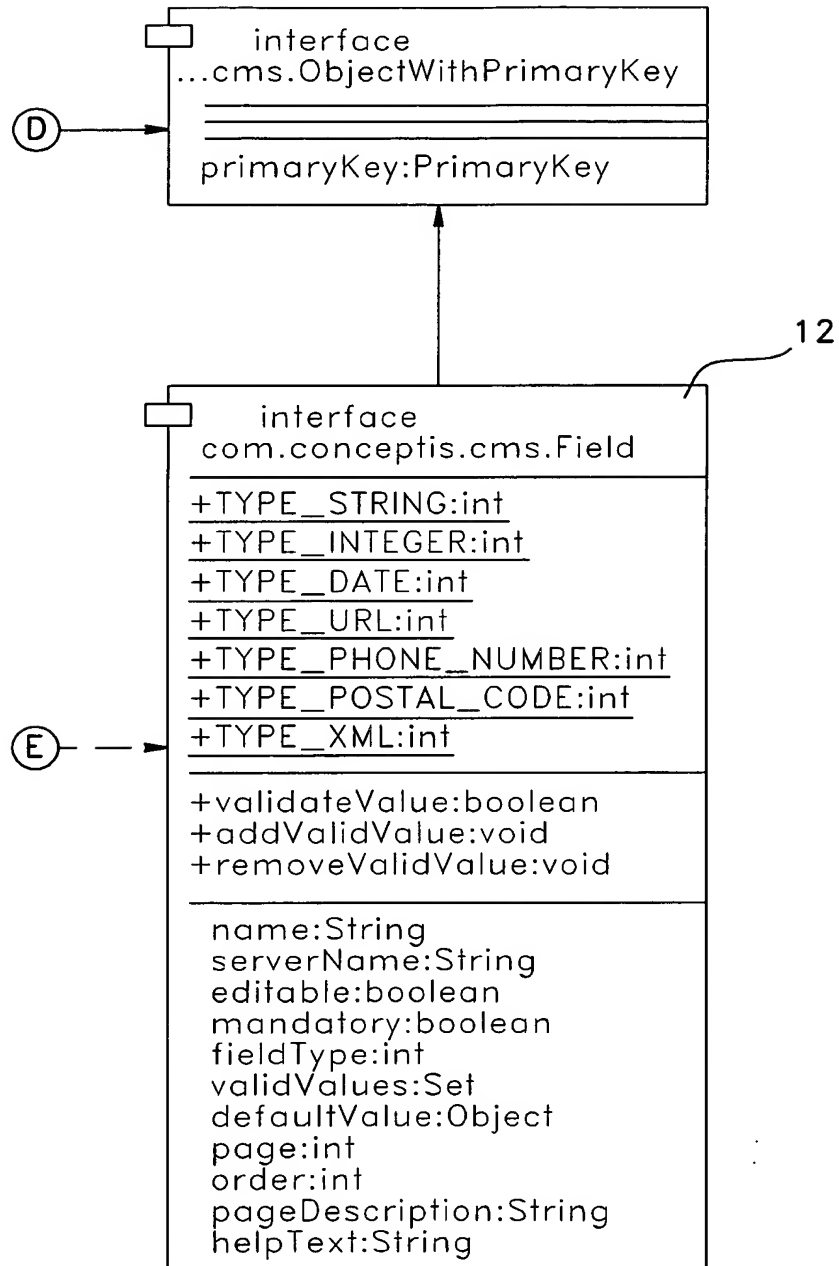 interface
...cms.ObjectWithPrimaryKey
D
primaryKey:PrimaryKey
12
interface
com.conceptis.cms.Field
+TYPE_STRING:int
+TYPE_INTEGER:int
+TYPE_DATE:int
+TYPE_URL:int
+TYPE_PHONE_NUMBER:int
+TYPE_POSTAL_CODE:int
+TYPE_XML:int
E
+validateValue:boolean
+addValidValue:void
+removeValidValue:void
name:String
serverName:String
editable:boolean
mandatory:boolean
fieldType:int
validValues:Set
defaultValue:Object
page:int
order:int
pageDescription:String
helpText:String